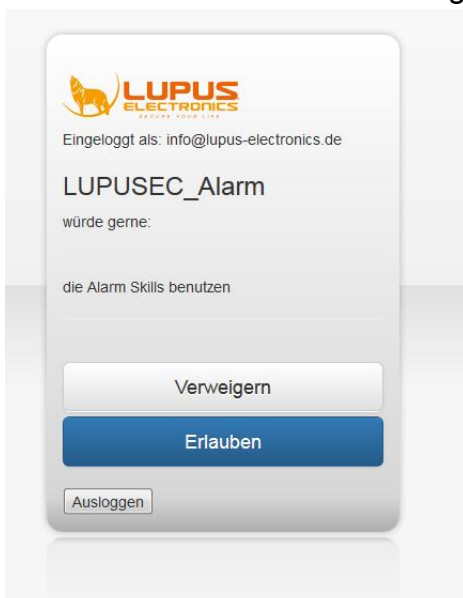 LUPUS
ELECTRONICS
SECURE YOUR LIFE
Eingeloggt als: info@lupus-electronics.de
LUPUSEC_Alarm
würde gerne:
die Alarm Skills benutzen
Verweigern
Erlauben
Ausloggen